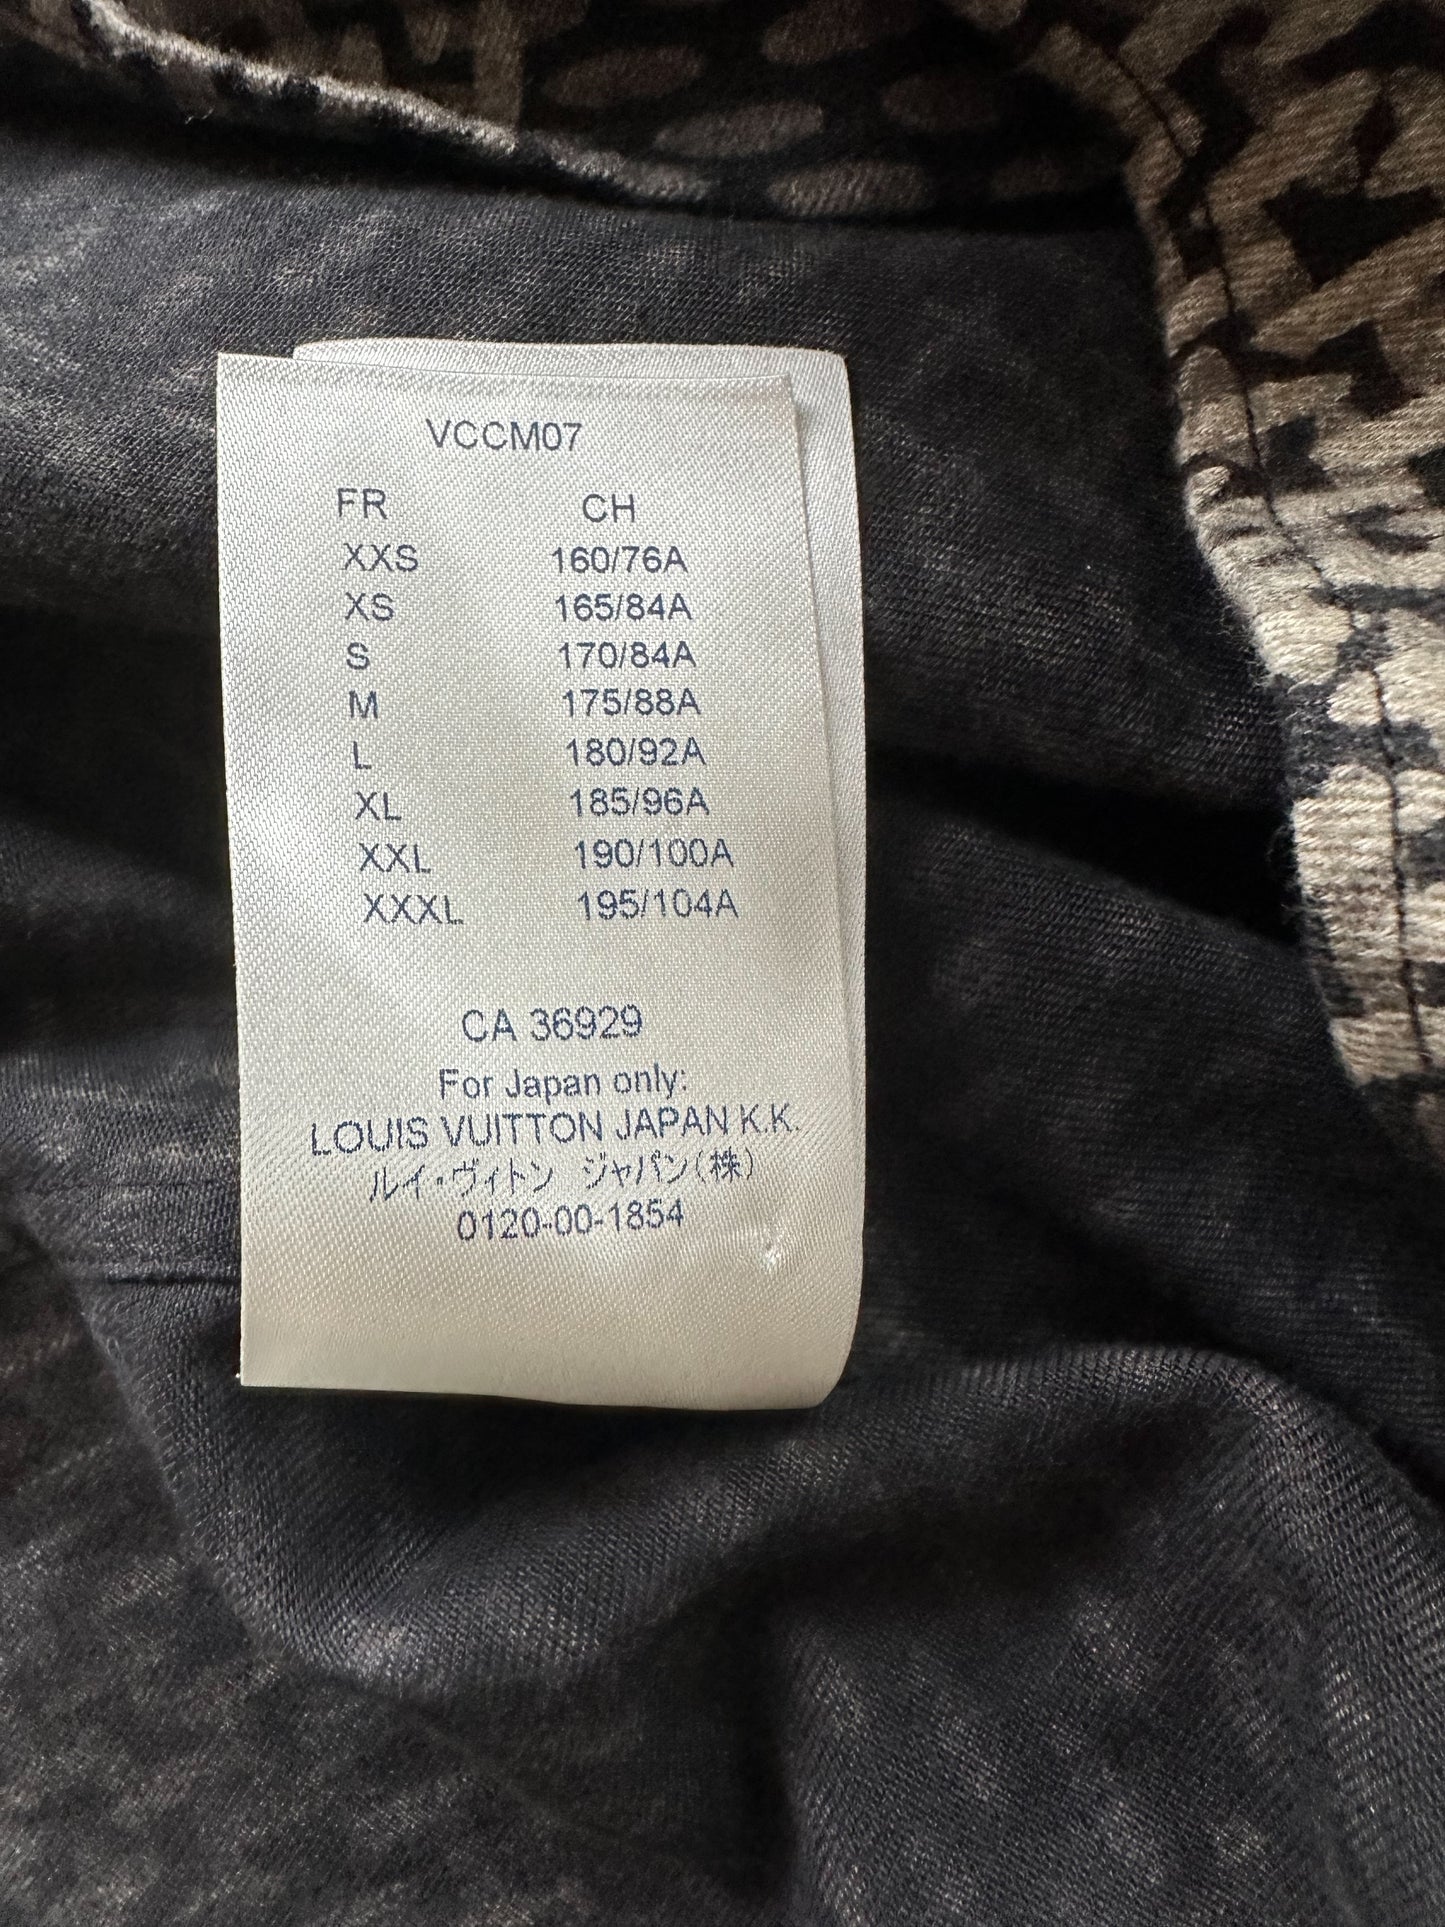 VCCM07
FR CH
XXS 160/76A
XS 165/84A
S 170/84A
M 175/88A
L 180/92A
XL 185/96A
XXL 190/100A
XXXL 195/104A
CA 36929
For Japan only:
LOUIS VUITTON JAPAN K.K.
ルイ・ヴィトン ジャパン(株)
0120-00-1854